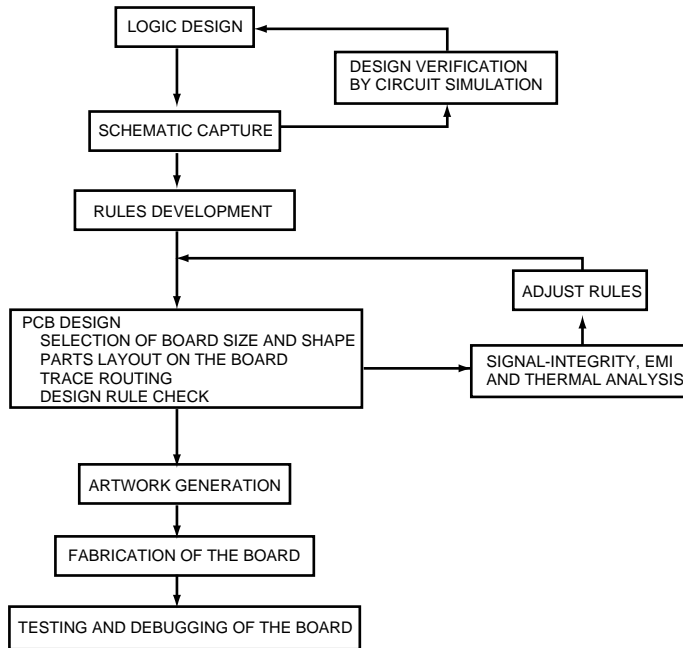 LOGIC DESIGN
DESIGN VERIFICATION
BY CIRCUIT SIMULATION
SCHEMATIC CAPTURE
RULES DEVELOPMENT
ADJUST RULES
PCB DESIGN
SELECTION OF BOARD SIZE AND SHAPE
PARTS LAYOUT ON THE BOARD
TRACE ROUTING
DESIGN RULE CHECK
SIGNAL-INTEGRITY, EMI
AND THERMAL ANALYSIS
ARTWORK GENERATION
FABRICATION OF THE BOARD
TESTING AND DEBUGGING OF THE BOARD